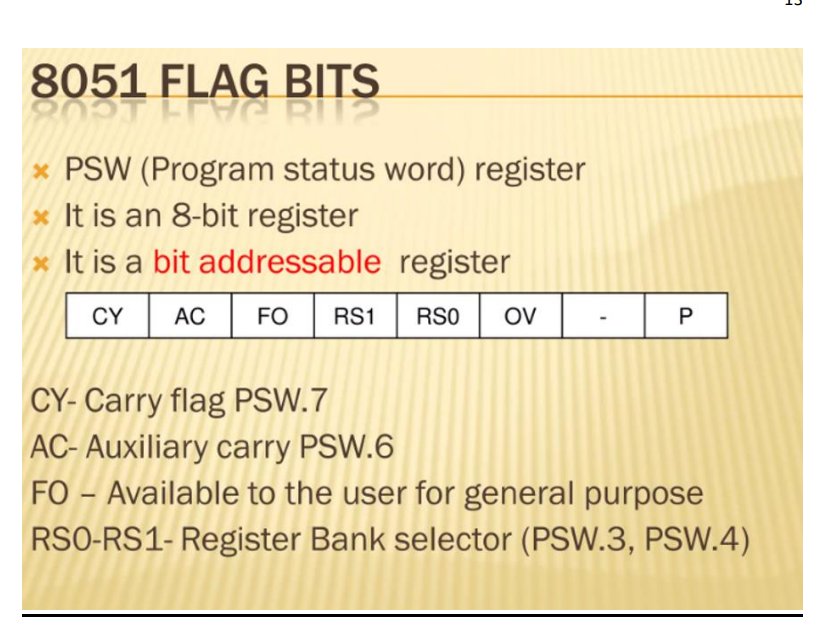 8051 FLAG BITS
PSW (Program status word) register
It is an 8-bit register
It is a bit addressable register
CY AC FO RS1 RS0 OV - P
CY- Carry flag PSW.7
AC- Auxiliary carry PSW.6
FO – Available to the user for general purpose
RS0-RS1- Register Bank selector (PSW.3, PSW.4)